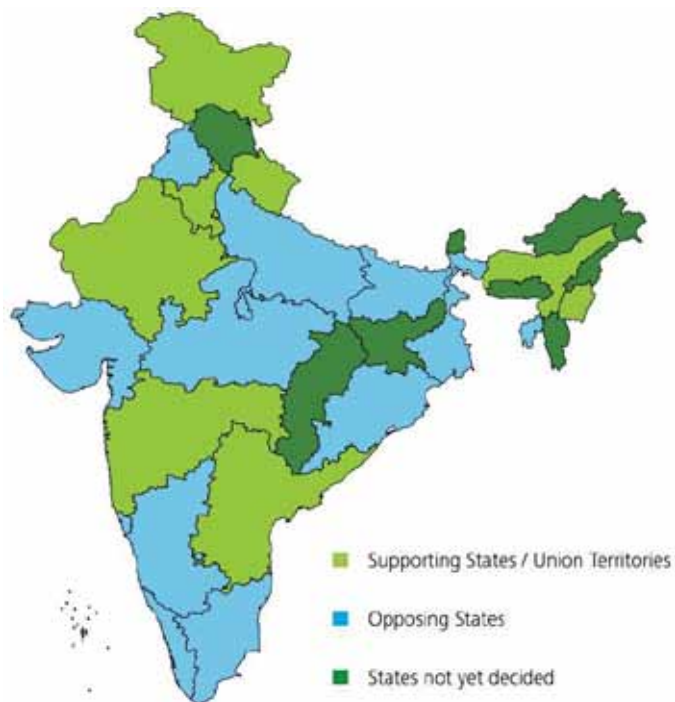 Supporting States / Union Territories
Opposing States
States not yet decided